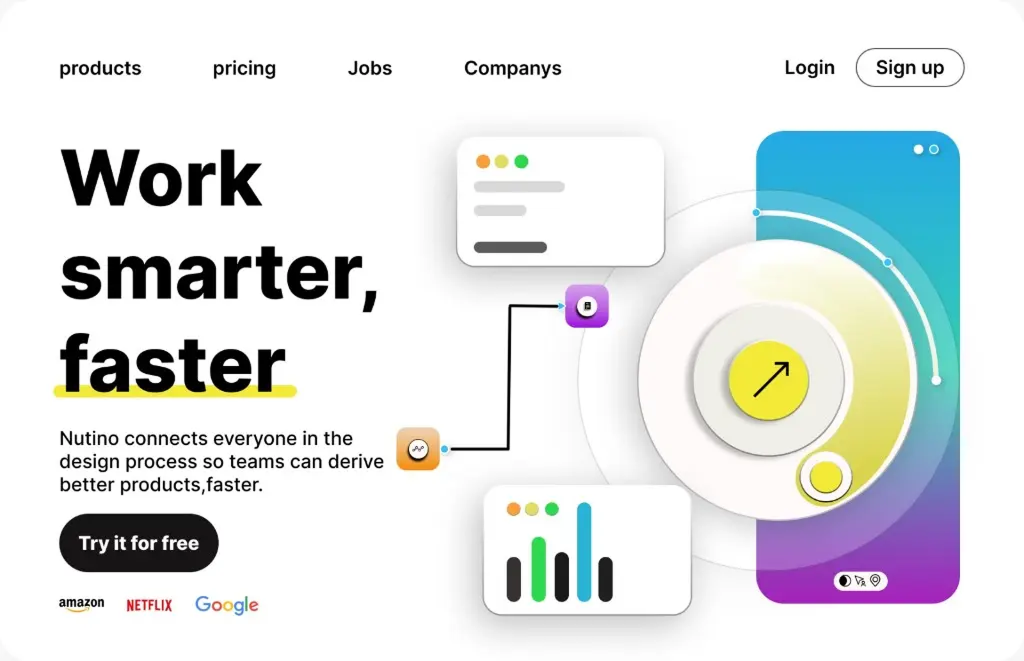 products pricing Jobs Companys Login Sign up
Work
smarter,
faster
Nutino connects everyone in the
design process so teams can derive
better products,faster.
Try it for free
amazon NETFLIX Google